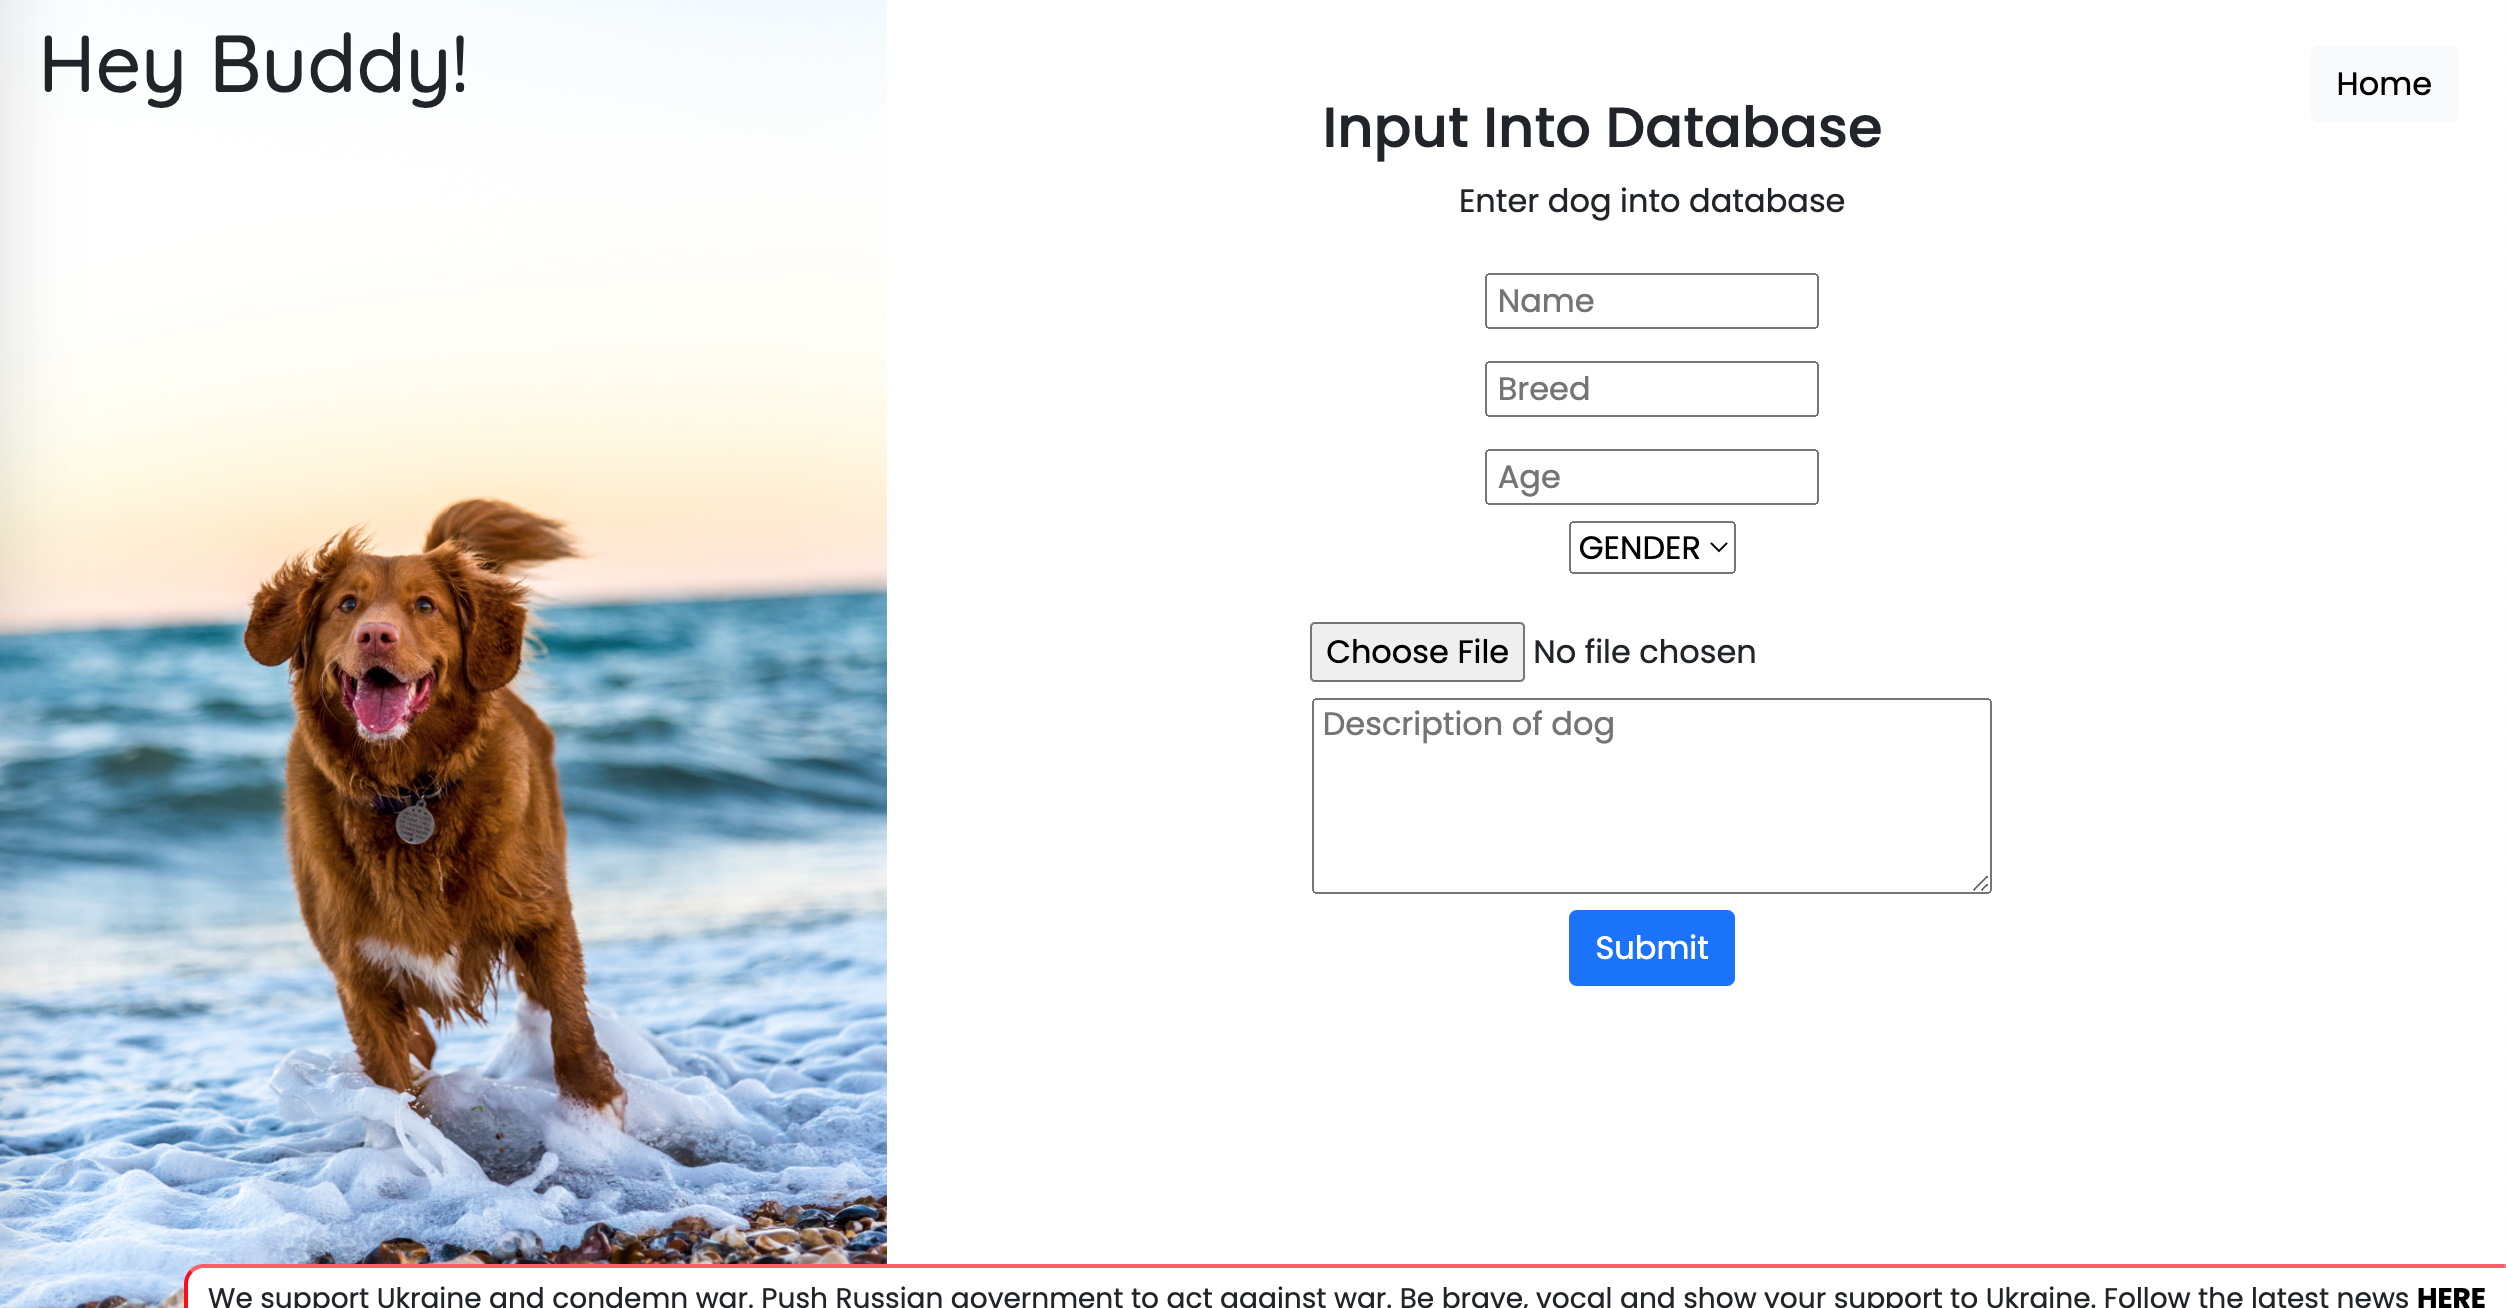 Hey Buddy!
Home
Input Into Database
Enter dog into database
Name
Breed
Age
GENDER
Choose File No file chosen
Description of dog
Submit
We support Ukraine and condemn war. Push Russian government to act against war. Be brave, vocal and show your support to Ukraine. Follow the latest news HERE